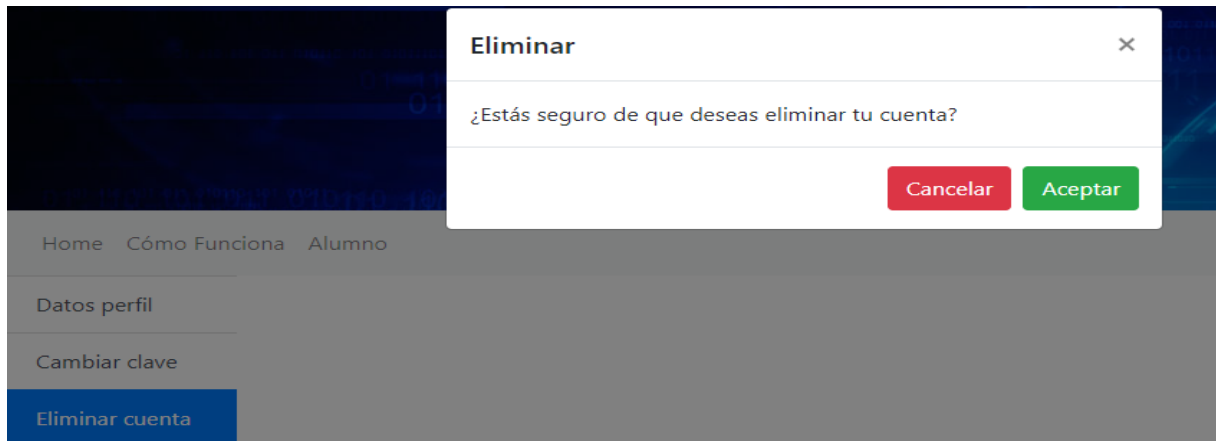 Eliminar ×
¿Estás seguro de que deseas eliminar tu cuenta?
Cancelar Aceptar
Home Cómo Funciona Alumno
Datos perfil
Cambiar clave
Eliminar cuenta